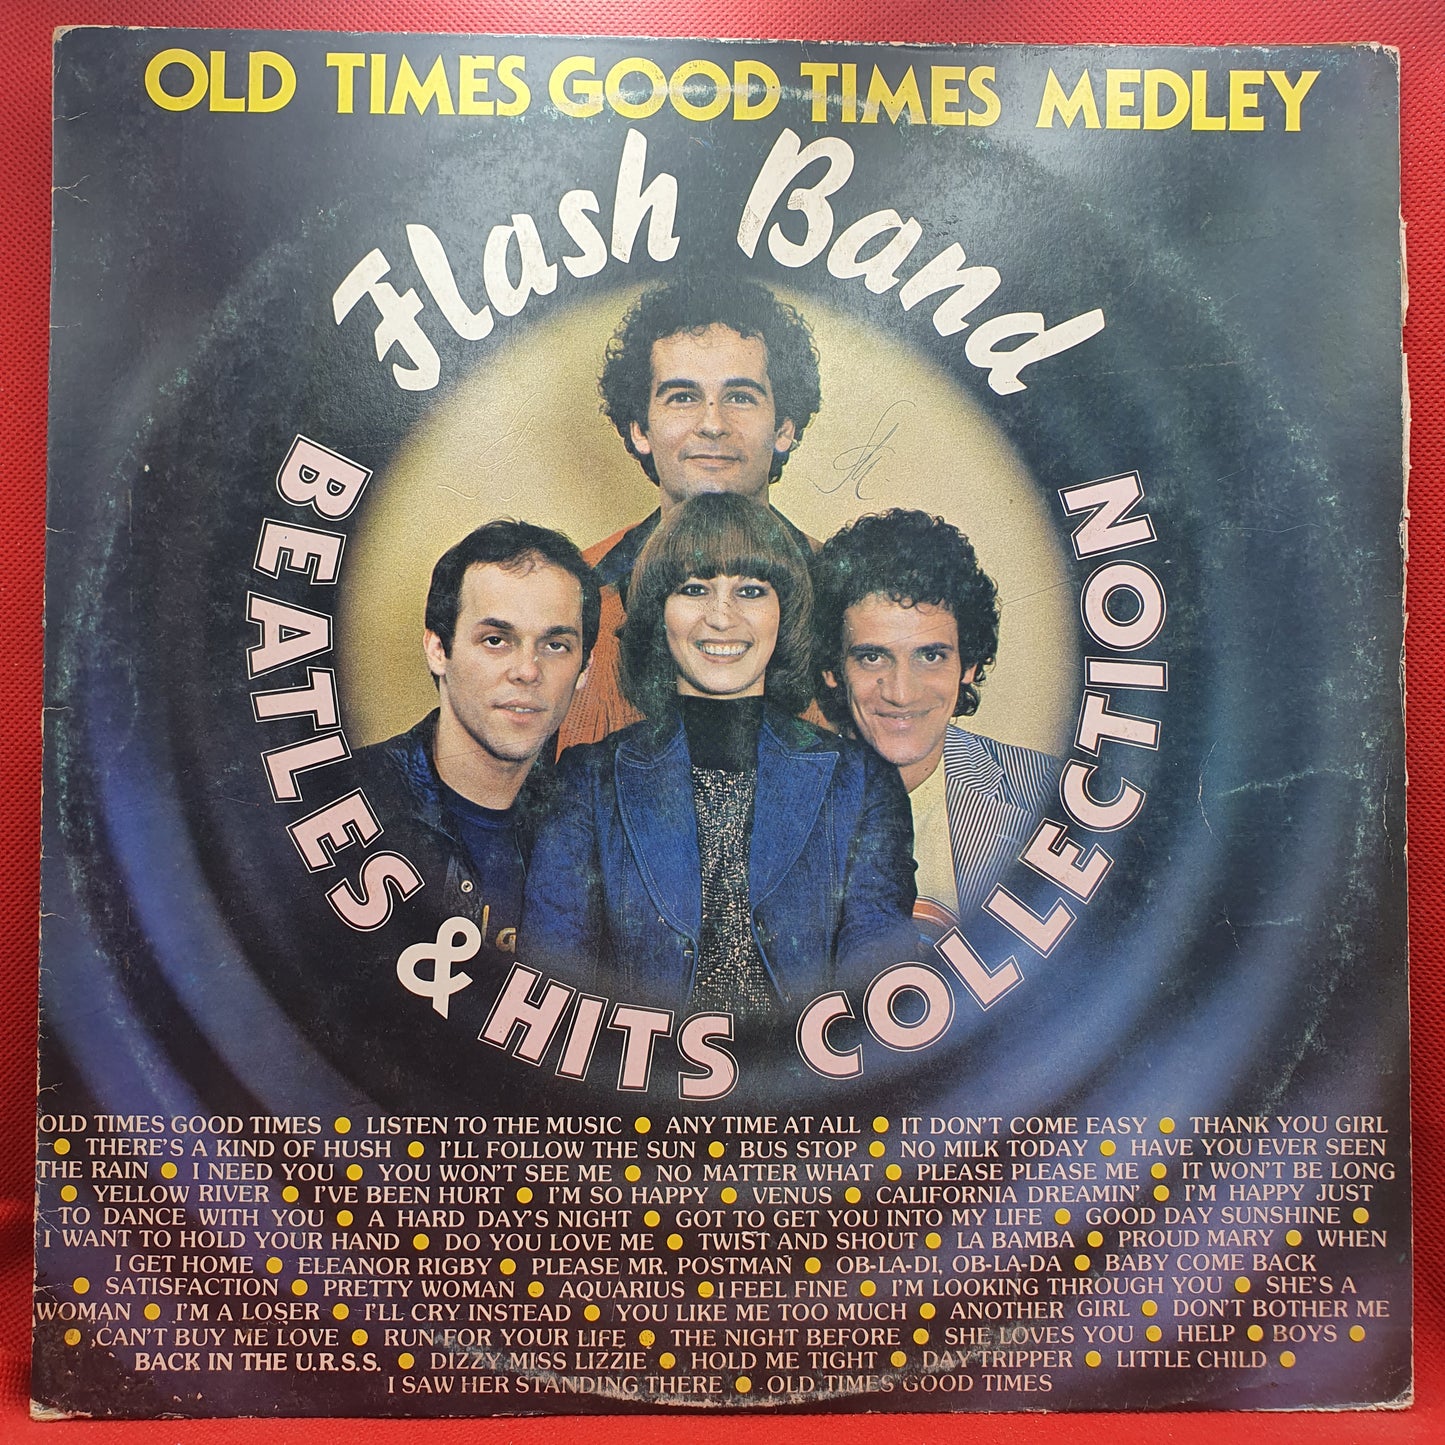 OLD TIMES GOOD TIMES MEDLEY
Flash Band
BEATLES & HITS COLLECTION
OLD TIMES GOOD TIMES ● LISTEN TO THE MUSIC ● ANY TIME AT ALL ● IT DON'T COME EASY ● THANK YOU GIRL
● THERE'S A KIND OF HUSH ● I'LL FOLLOW THE SUN ● BUS STOP ● NO MILK TODAY ● HAVE YOU EVER SEEN
THE RAIN ● I NEED YOU ● YOU WON'T SEE ME ● NO MATTER WHAT ● PLEASE PLEASE ME ● IT WON'T BE LONG
● YELLOW RIVER ● I'VE BEEN HURT ● I'M SO HAPPY ● VENUS ● CALIFORNIA DREAMIN' ● I'M HAPPY JUST
TO DANCE WITH YOU ● A HARD DAY'S NIGHT ● GOT TO GET YOU INTO MY LIFE ● GOOD DAY SUNSHINE ●
I WANT TO HOLD YOUR HAND ● DO YOU LOVE ME ● TWIST AND SHOUT ● LA BAMBA ● PROUD MARY ● WHEN
I GET HOME ● ELEANOR RIGBY ● PLEASE MR. POSTMAN ● OB-LA-DI, OB-LA-DA ● BABY COME BACK
● SATISFACTION ● PRETTY WOMAN ● AQUARIUS ● I FEEL FINE ● I'M LOOKING THROUGH YOU ● SHE'S A
WOMAN ● I'M A LOSER ● I'LL CRY INSTEAD ● YOU LIKE ME TOO MUCH ● ANOTHER GIRL ● DON'T BOTHER ME
● CAN'T BUY ME LOVE ● RUN FOR YOUR LIFE ● THE NIGHT BEFORE ● SHE LOVES YOU ● HELP ● BOYS ●
BACK IN THE U.R.S.S. ● DIZZY MISS LIZZIE ● HOLD ME TIGHT ● DAY TRIPPER ● LITTLE CHILD ●
I SAW HER STANDING THERE ● OLD TIMES GOOD TIMES